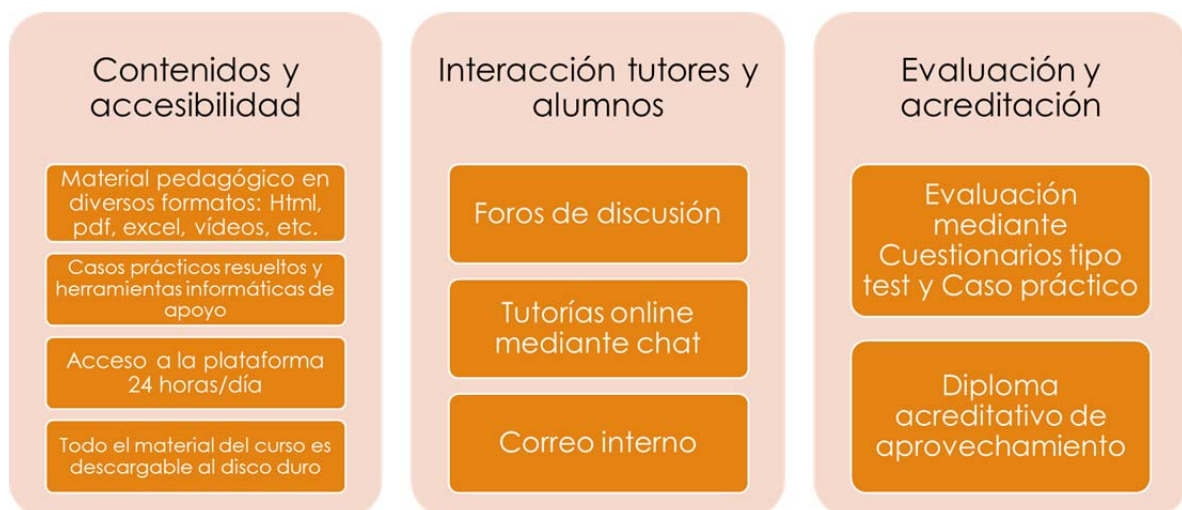 Contenidos y
accesibilidad
Material pedagógico en
diversos formatos: Html,
pdf, excel, vídeos, etc.
Casos prácticos resueltos y
herramientas informáticas de
apoyo
Acceso a la plataforma
24 horas/día
Todo el material del curso es
descargable al disco duro
Interacción tutores y
alumnos
Foros de discusión
Tutorías online
mediante chat
Correo interno
Evaluación y
acreditación
Evaluación
mediante
Cuestionarios tipo
test y Caso práctico
Diploma
acreditativo de
aprovechamiento